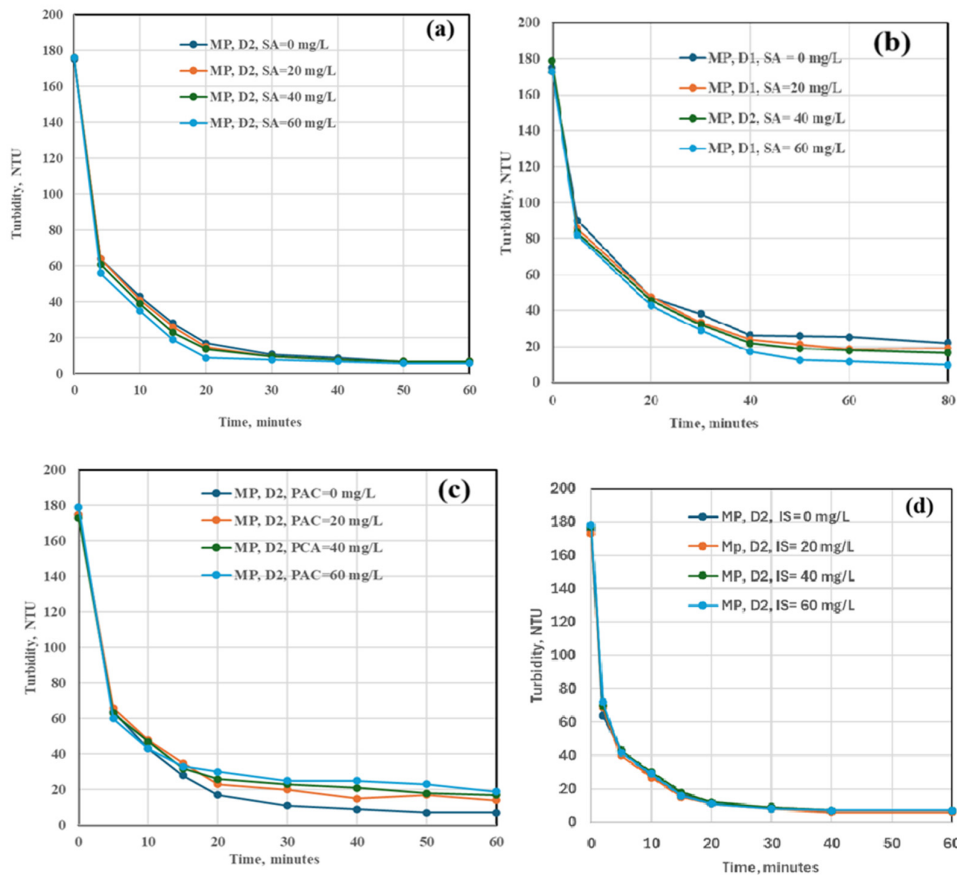 (a)
MP, D2, SA=0 mg/L
MP, D2, SA=20 mg/L
MP, D2, SA=40 mg/L
MP, D2, SA=60 mg/L
200
180
160
140
120
100
80
60
40
20
0
Turbidity, NTU
0 10 20 30 40 50 60
Time, minutes
(b)
MP, D1, SA = 0 mg/L
MP, D1, SA=20 mg/L
MP, D2, SA= 40 mg/L
MP, D1, SA= 60 mg/L
200
180
160
140
120
100
80
60
40
20
0
Turbidity, NTU
0 20 40 60 80
Time, minutes
(c)
MP, D2, PAC=0 mg/L
MP, D2, PAC=20 mg/L
MP, D2, PCA=40 mg/L
MP, D2, PAC=60 mg/L
200
180
160
140
120
100
80
60
40
20
0
Turbidity, NTU
0 10 20 30 40 50 60
Time, minutes
(d)
MP, D2, IS= 0 mg/L
Mp, D2, IS= 20 mg/L
MP, D2, IS= 40 mg/L
MP, D2, IS= 60 mg/L
200
180
160
140
120
100
80
60
40
20
0
Turbidity, NTU
0 10 20 30 40 50 60
Time, minutes